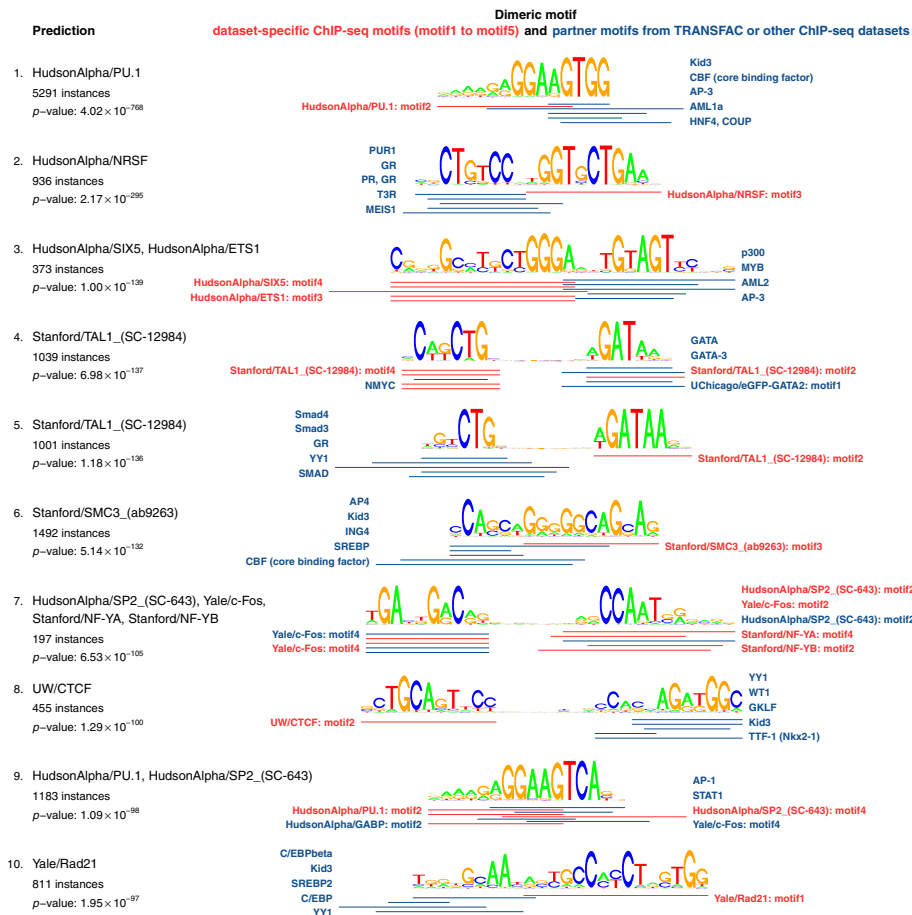 Dimeric motif
Prediction
dataset-specific ChIP-seq motifs (motif1 to motif5) and partner motifs from TRANSFAC or other ChIP-seq datasets
1. HudsonAlpha/PU.1
5291 instances
p−value: 4.02×10−768
HudsonAlpha/PU.1: motif2
Kid3
CBF (core binding factor)
AP-3
AML1a
HNF4, COUP
2. HudsonAlpha/NRSF
936 instances
p−value: 2.17×10−295
PUR1
GR
PR, GR
T3R
MEIS1
HudsonAlpha/NRSF: motif3
3. HudsonAlpha/SIX5, HudsonAlpha/ETS1
373 instances
p−value: 1.00×10−139
HudsonAlpha/SIX5: motif4
HudsonAlpha/ETS1: motif3
p300
MYB
AML2
AP-3
4. Stanford/TAL1_(SC-12984)
1039 instances
p−value: 6.98×10−137
Stanford/TAL1_(SC-12984): motif4
NMYC
GATA
GATA-3
Stanford/TAL1_(SC-12984): motif2
UChicago/eGFP-GATA2: motif1
5. Stanford/TAL1_(SC-12984)
1001 instances
p−value: 1.18×10−136
Smad4
Smad3
GR
YY1
SMAD
Stanford/TAL1_(SC-12984): motif2
6. Stanford/SMC3_(ab9263)
1492 instances
p−value: 5.14×10−132
AP4
Kid3
ING4
SREBP
CBF (core binding factor)
Stanford/SMC3_(ab9263): motif3
7. HudsonAlpha/SP2_(SC-643), Yale/c-Fos,
Stanford/NF-YA, Stanford/NF-YB
197 instances
p−value: 6.53×10−105
Yale/c-Fos: motif4
Yale/c-Fos: motif4
HudsonAlpha/SP2_(SC-643): motif2
Yale/c-Fos: motif2
HudsonAlpha/SP2_(SC-643): motif2
Stanford/NF-YA: motif4
Stanford/NF-YB: motif2
8. UW/CTCF
455 instances
p−value: 1.29×10−100
UW/CTCF: motif2
YY1
WT1
GKLF
Kid3
TTF-1 (Nkx2-1)
9. HudsonAlpha/PU.1, HudsonAlpha/SP2_(SC-643)
1183 instances
p−value: 1.09×10−98
HudsonAlpha/PU.1: motif2
HudsonAlpha/GABP: motif2
AP-1
STAT1
HudsonAlpha/SP2_(SC-643): motif4
Yale/c-Fos: motif4
10. Yale/Rad21
811 instances
p−value: 1.95×10−97
C/EBPbeta
Kid3
SREBP2
C/EBP
YY1
Yale/Rad21: motif1